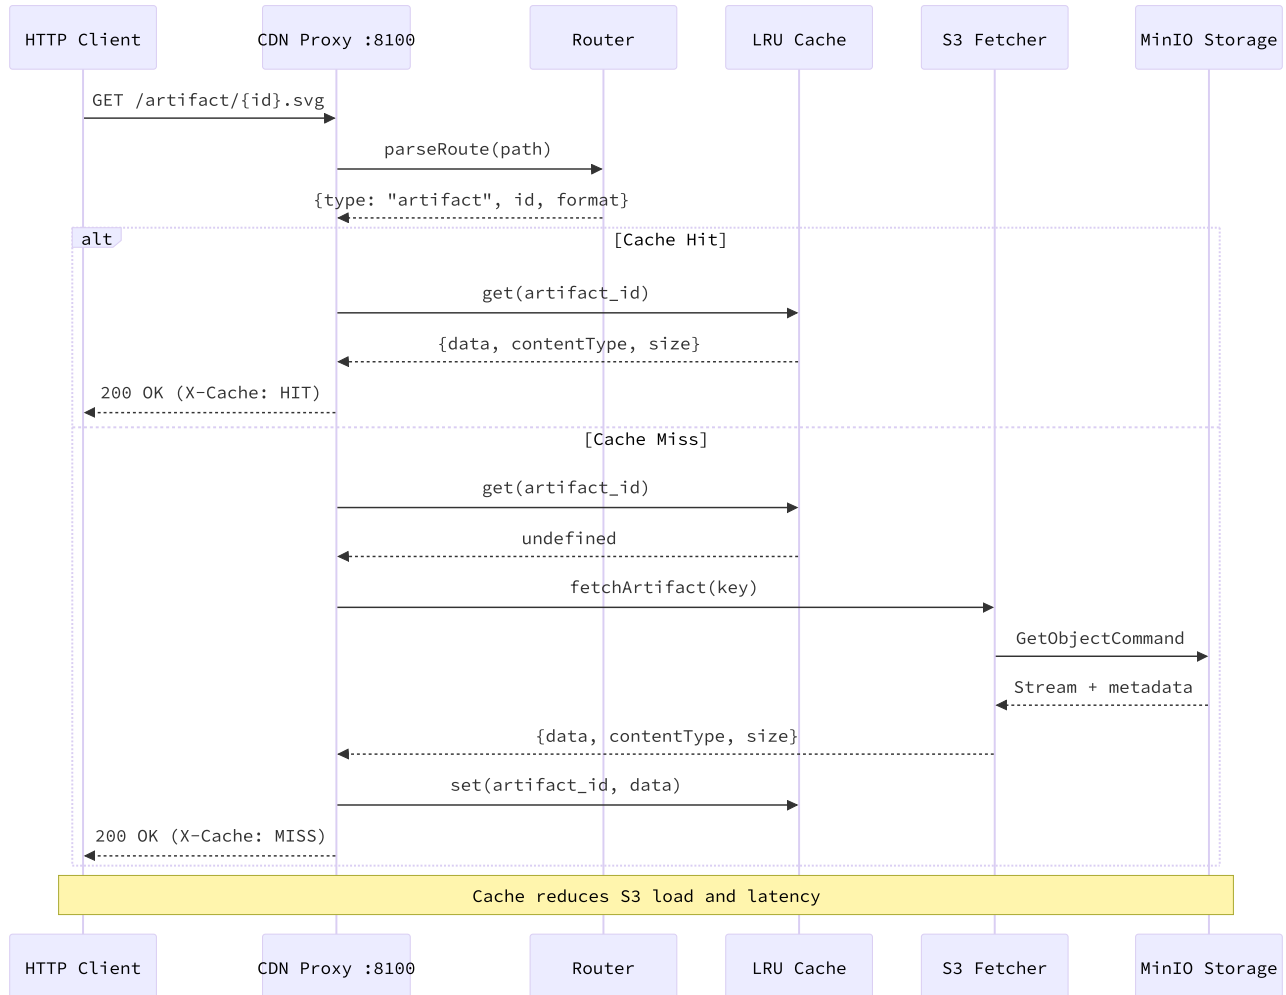 HTTP Client
CDN Proxy :8100
Router
LRU Cache
S3 Fetcher
MinIO Storage
GET /artifact/{id}.svg
parseRoute(path)
{type: "artifact", id, format}
alt
[Cache Hit]
get(artifact_id)
{data, contentType, size}
200 OK (X-Cache: HIT)
[Cache Miss]
get(artifact_id)
undefined
fetchArtifact(key)
GetObjectCommand
Stream + metadata
{data, contentType, size}
set(artifact_id, data)
200 OK (X-Cache: MISS)
Cache reduces S3 load and latency
HTTP Client
CDN Proxy :8100
Router
LRU Cache
S3 Fetcher
MinIO Storage